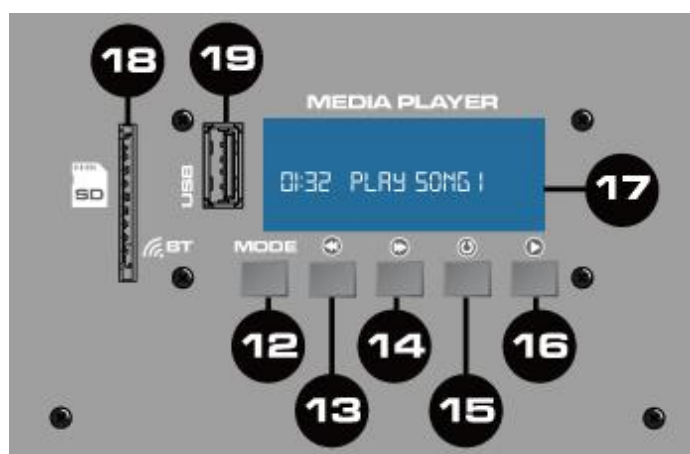 18
19
MEDIA PLAYER
SD
USB
01:32 PLAY SONG 1
17
BT
MODE
12
13
14
15
16